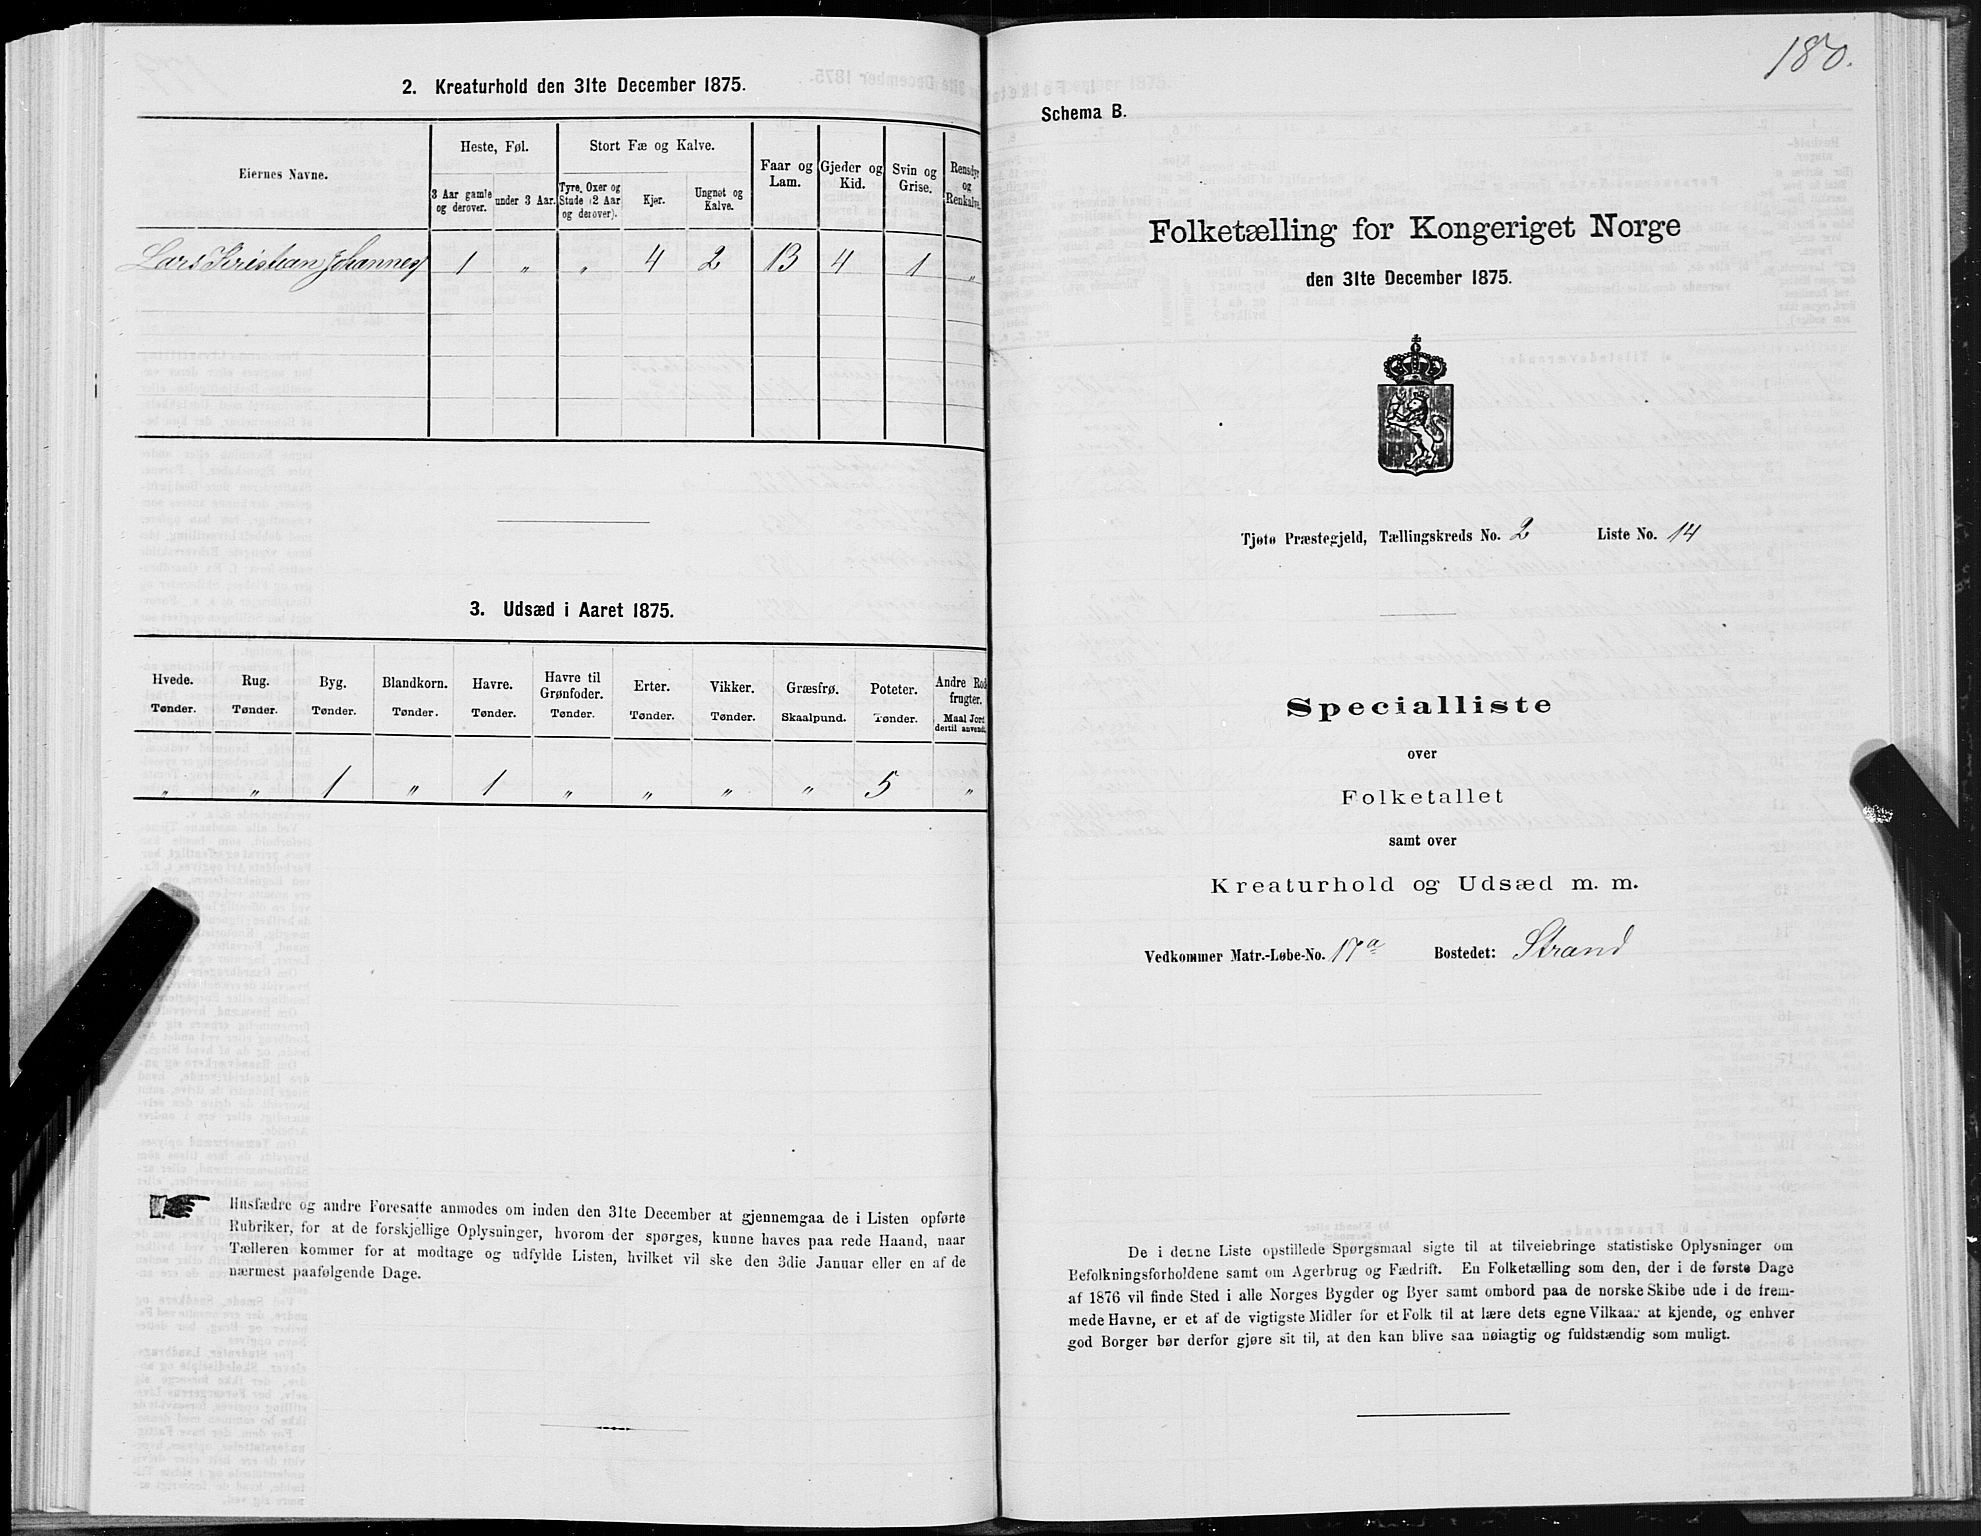 2. Kreaturhold den 31te December 1875.
Eiernes Navne.
Heste, Føl.
Stort Fæ og Kalve.
Faar og Lam.
Gjeder og Kid.
Svin og Grise.
Rensdyr og Renkalve.
3 Aar gamle og derover.
under 3 Aar.
Tyre, Oxer og Stude (2 Aar og derover).
Kjør.
Ungnøt og Kalve.
Lars Kristian Johannes 1 " " 4 2 13 4 1 "
3. Udsæd i Aaret 1875.
Hvede. Rug. Byg. Blandkorn. Havre. Havre til Grønfoder. Erter. Vikker. Græsfrø. Poteter. Andre Rodfrugter.
Tønder. Tønder. Tønder. Tønder. Tønder. Tønder. Tønder. Tønder. Skaalpund. Tønder. Maal Jord dertil anvendt.
" " 1 " 1 " " " " 5 "
Husfædre og andre Foresatte anmodes om inden den 31te December at gjennemgaa de i Listen opførte
Rubriker, for at de forskjellige Oplysninger, hvorom der spørges, kunne haves paa rede Haand, naar
Tælleren kommer for at modtage og udfylde Listen, hvilket vil ske den 3die Januar eller en af de
nærmest paafølgende Dage.
180.
Schema B.
Folketælling for Kongeriget Norge
den 31te December 1875.
Tjøtø Præstegjeld, Tællingskreds No. 2 Liste No. 14
Specialliste
over
Folketallet
samt over
Kreaturhold og Udsæd m. m.
Vedkommer Matr.-Løbe-No. 17a Bostedet: Strand
De i denne Liste opstillede Spørgsmaal sigte til at tilveiebringe statistiske Oplysninger om
Befolkningsforholdene samt om Agerbrug og Fædrift. En Folketælling som den, der i de første Dage
af 1876 vil finde Sted i alle Norges Bygder og Byer samt ombord paa de norske Skibe ude i de frem-
mede Havne, er et af de vigtigste Midler for et Folk til at lære dets egne Vilkaar at kjende, og enhver
god Borger bør derfor gjøre sit til, at den kan blive saa nøiagtig og fuldstændig som muligt.